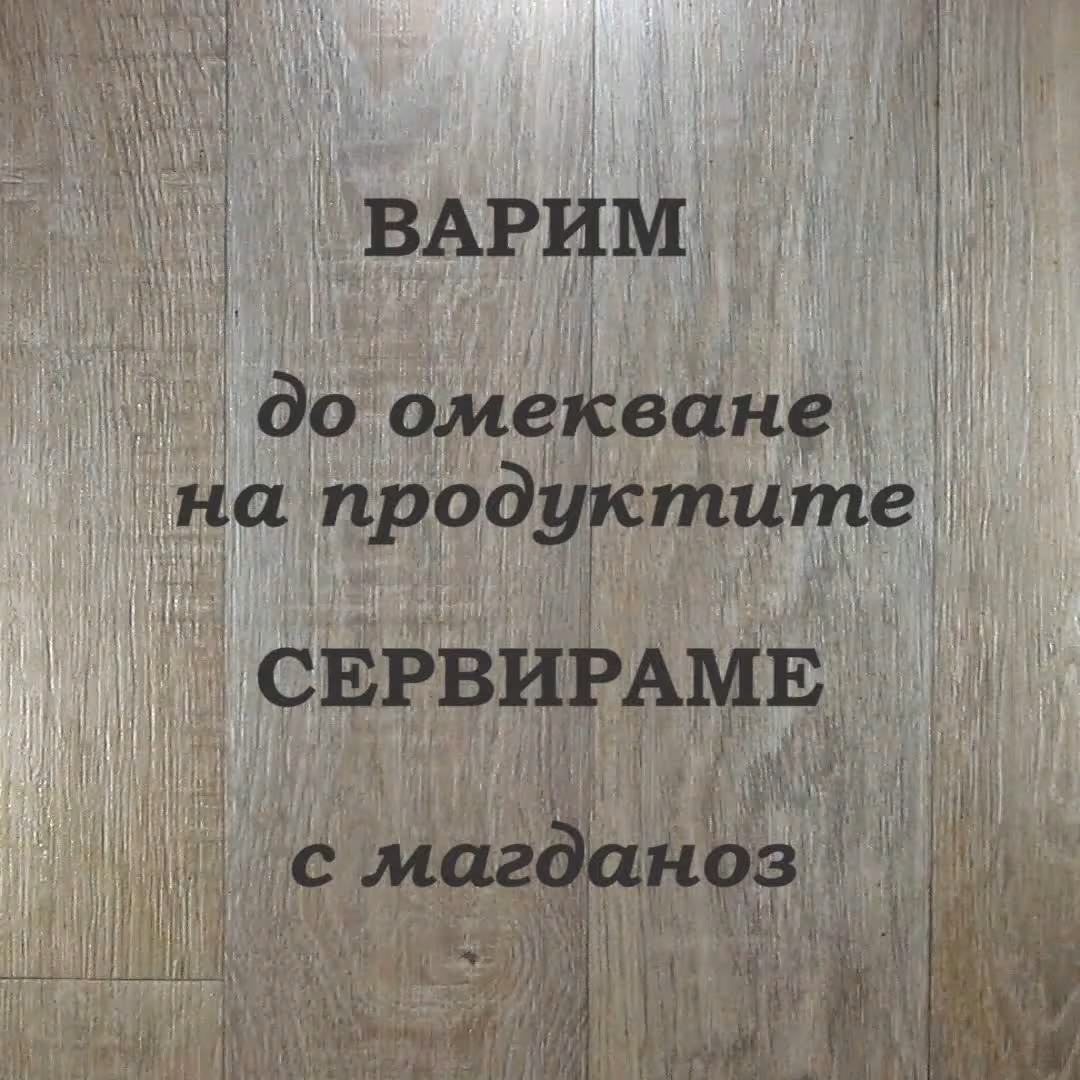 ВАРИМ
до омекване
на продуктите
СЕРВИРАМЕ
с магданоз